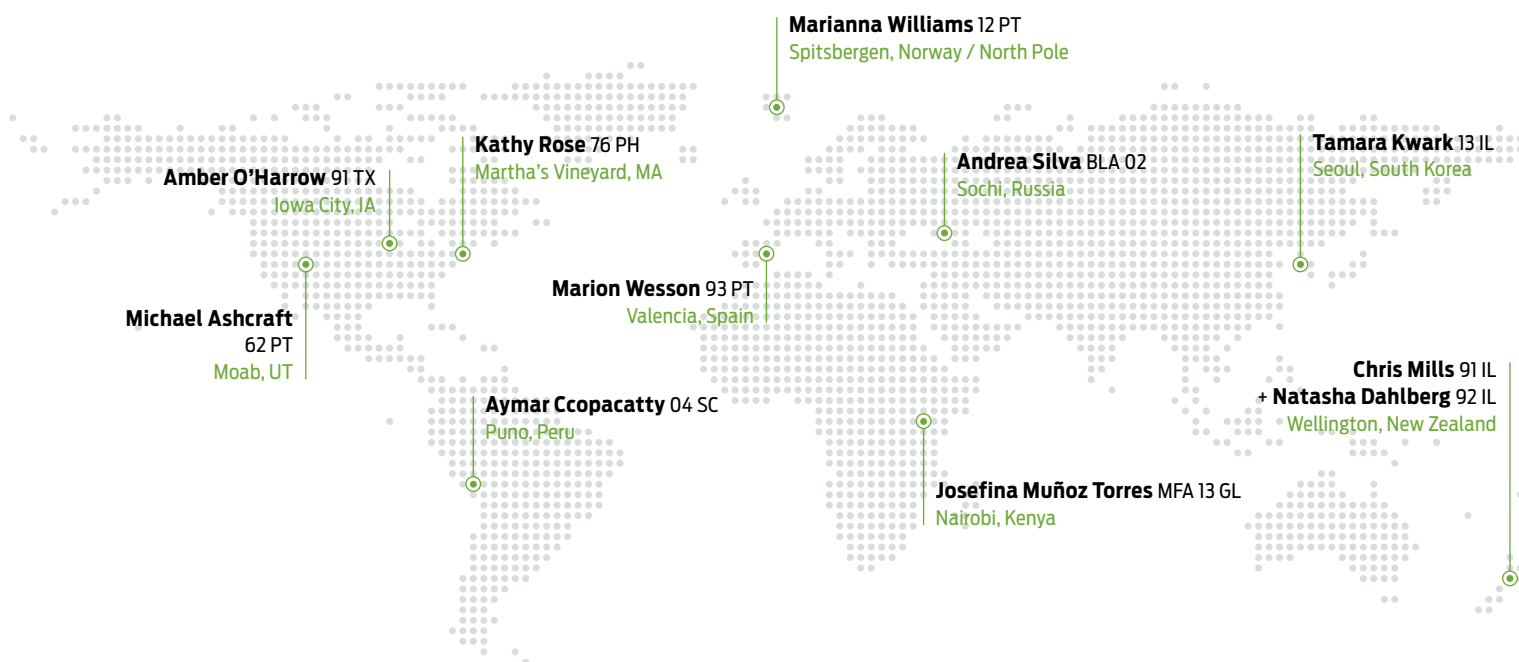 Marianna Williams 12 PT
Spitsbergen, Norway / North Pole
Kathy Rose 76 PH
Martha's Vineyard, MA
Amber O'Harrow 91 TX
Iowa City, IA
Andrea Silva BLA 02
Sochi, Russia
Tamara Kwark 13 IL
Seoul, South Korea
Michael Ashcraft
62 PT
Moab, UT
Marion Wesson 93 PT
Valencia, Spain
Aymar Ccopacatty 04 SC
Puno, Peru
Chris Mills 91 IL
+ Natasha Dahlberg 92 IL
Wellington, New Zealand
Josefina Muñoz Torres MFA 13 GL
Nairobi, Kenya